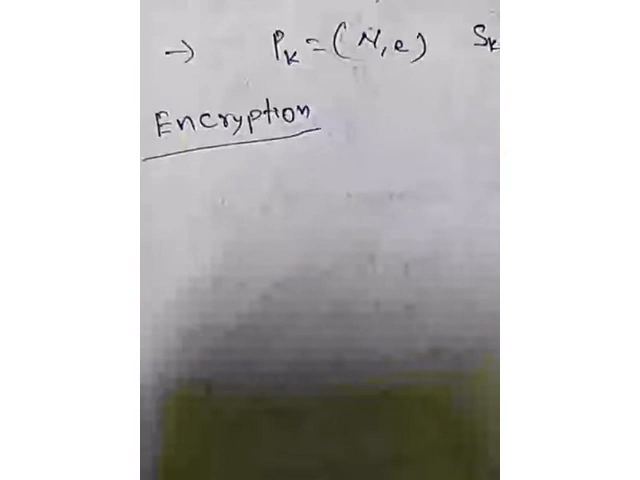 → Pk = (N, e) Sk
Encryption